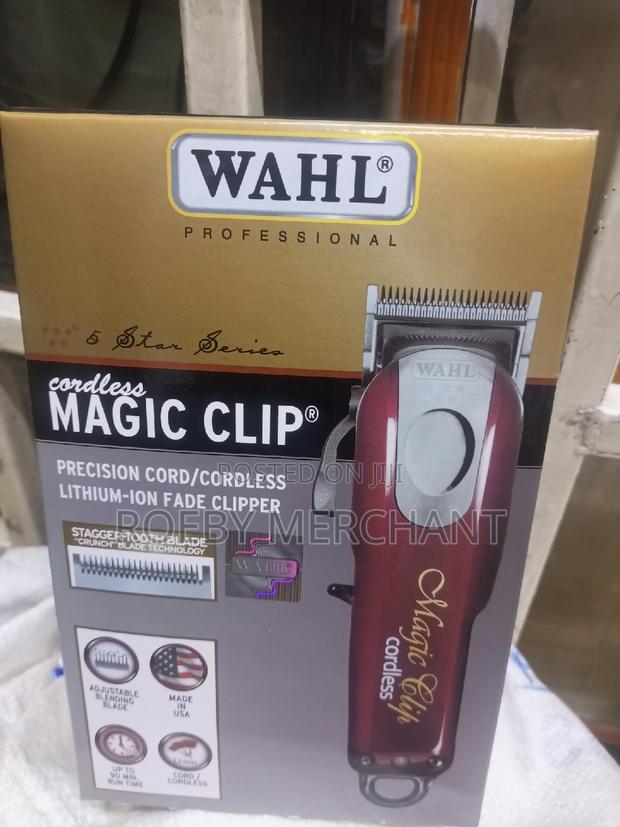 WAHL®
PROFESSIONAL
5 Star Series
cordless
MAGIC CLIP®
PRECISION CORD/CORDLESS
LITHIUM-ION FADE CLIPPER
STAGGER-TOOTH BLADE
"CRUNCH" BLADE TECHNOLOGY
WAHL
ADJUSTABLE
BLENDING
BLADE
MADE
IN
USA
UP TO
90 MIN.
RUN TIME
CORD /
CORDLESS
WAHL
Magic Clip
cordless
POSTED ON JIJI
ROEBY MERCHANT